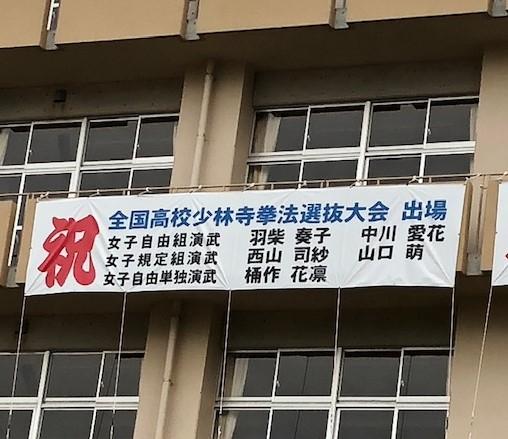 祝
全国高校少林寺拳法選抜大会 出場
女子自由組演武 羽柴 奏子 中川 愛花
女子規定組演武 西山 司紗 山口 萌
女子自由単独演武 桶作 花凛